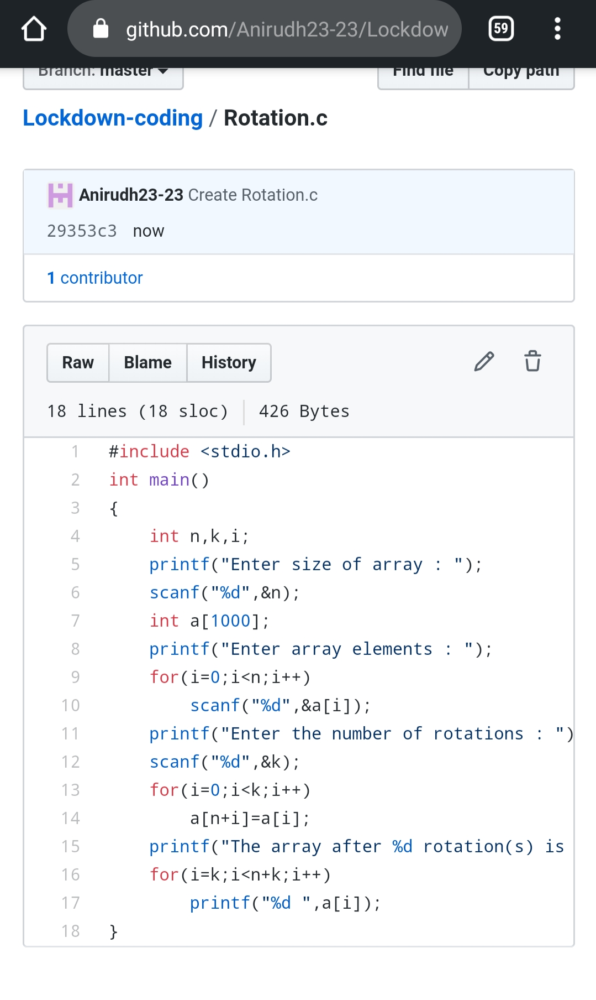 github.com/Anirudh23-23/Lockdow
59
Branch: master
Find file
Copy path
Lockdown-coding / Rotation.c
Anirudh23-23 Create Rotation.c
29353c3 now
1 contributor
Raw
Blame
History
18 lines (18 sloc)
426 Bytes
1 #include <stdio.h>
2 int main()
3 {
4     int n,k,i;
5     printf("Enter size of array : ");
6     scanf("%d",&n);
7     int a[1000];
8     printf("Enter array elements : ");
9     for(i=0;i<n;i++)
10         scanf("%d",&a[i]);
11     printf("Enter the number of rotations : ")
12     scanf("%d",&k);
13     for(i=0;i<k;i++)
14         a[n+i]=a[i];
15     printf("The array after %d rotation(s) is
16     for(i=k;i<n+k;i++)
17         printf("%d ",a[i]);
18 }